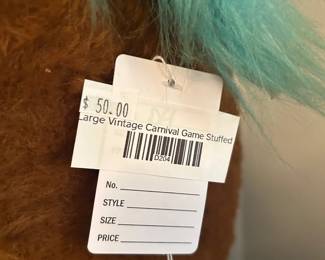 $ 50.00
Large Vintage Carnival Game Stuffed
D204
No.
STYLE
SIZE
PRICE